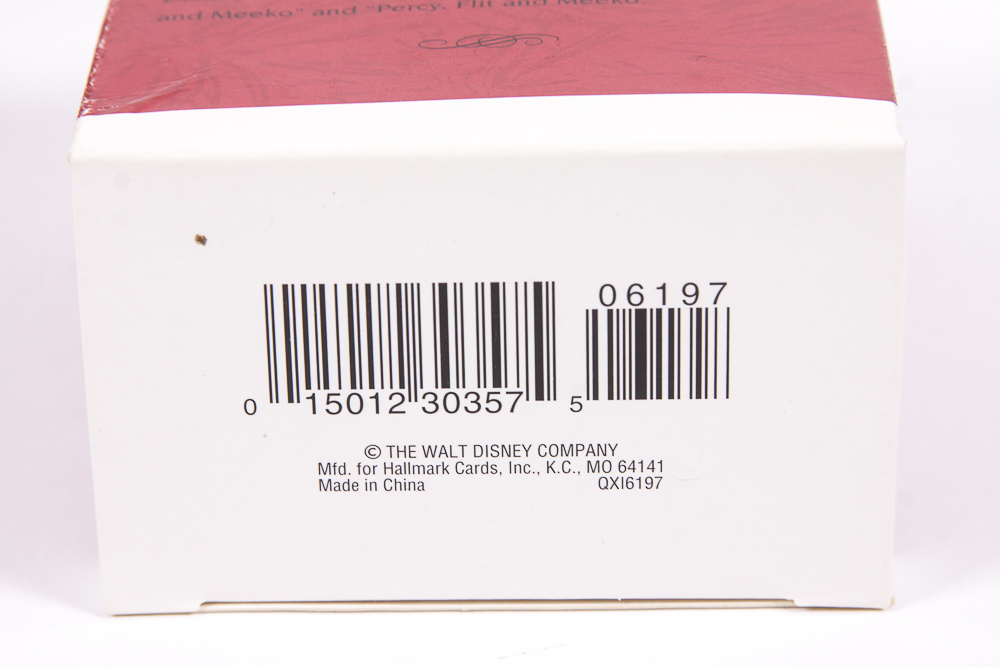 and Meeko" and "Percy, Flit and Meeko."
06197
0 15012 30357 5
© THE WALT DISNEY COMPANY
Mfd. for Hallmark Cards, Inc., K.C., MO 64141
Made in China QXI6197